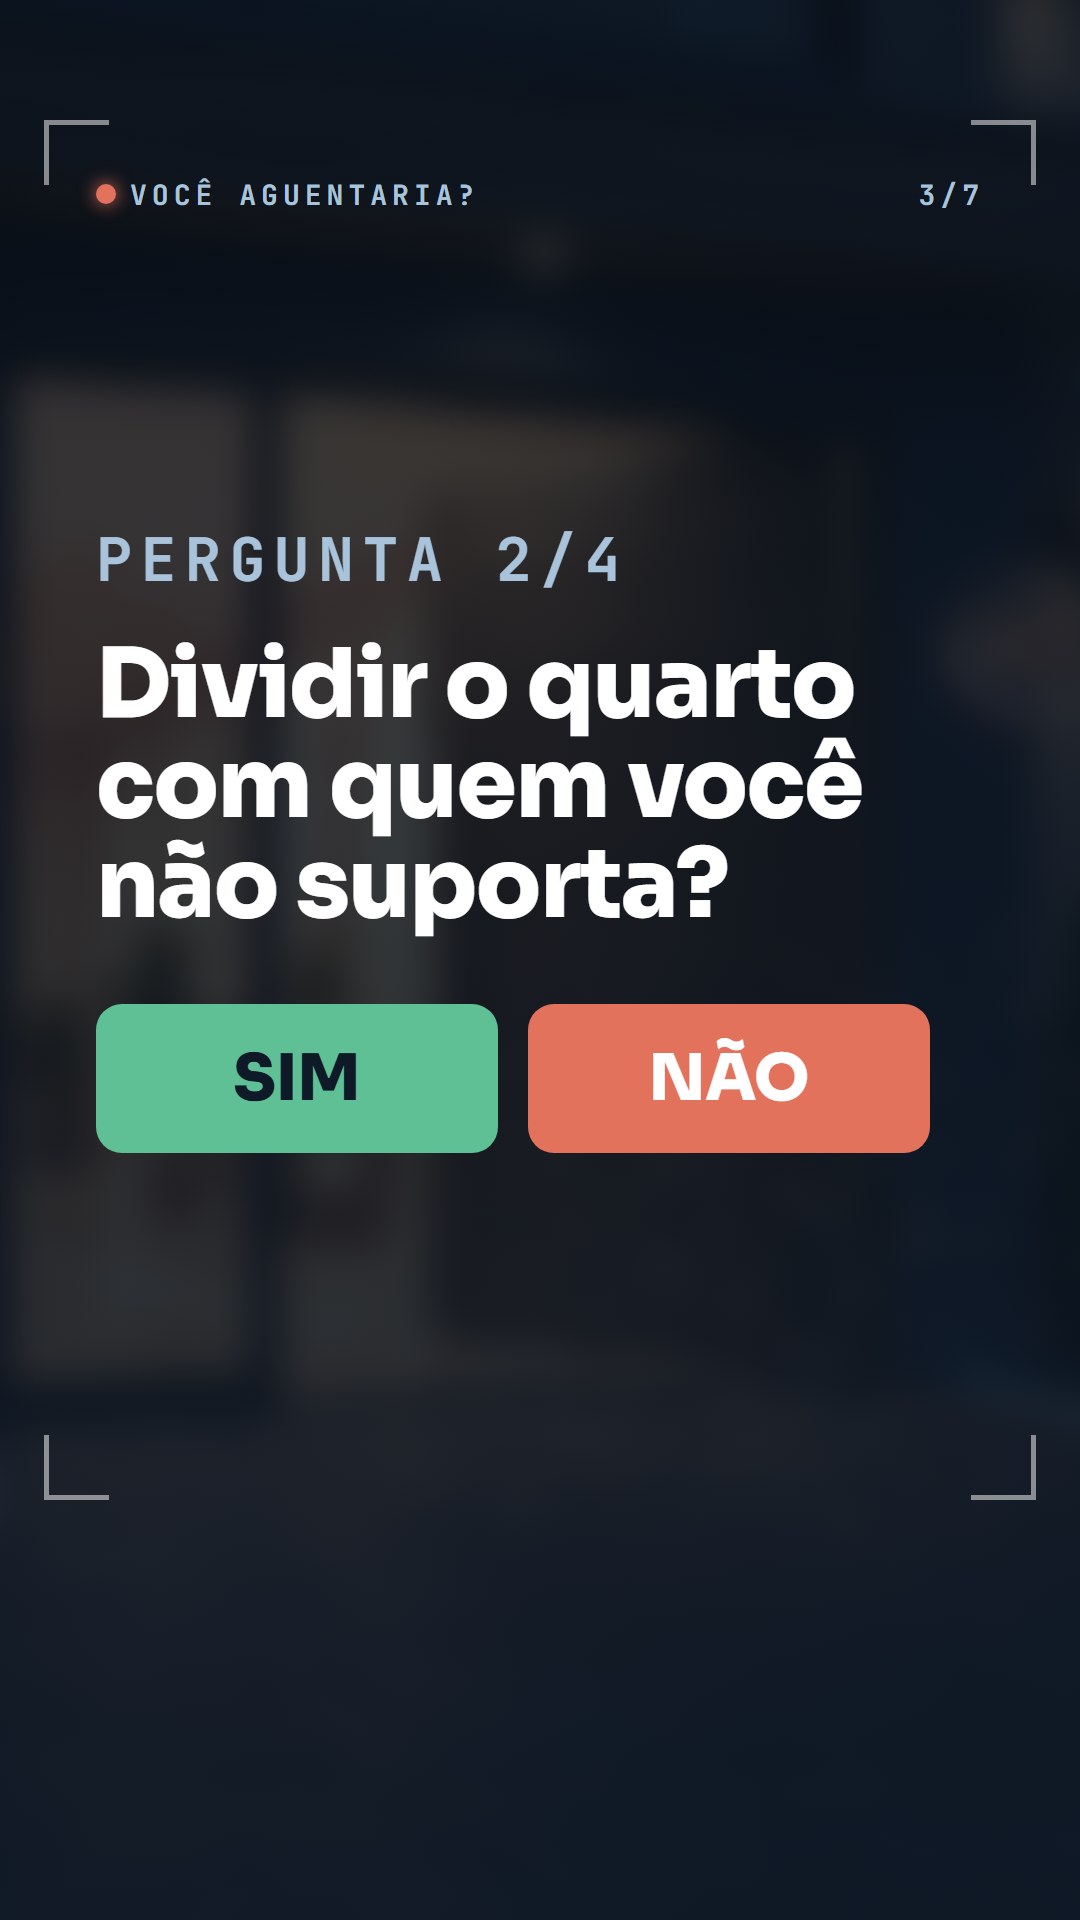 VOCÊ AGUENTARIA?
3/7
PERGUNTA 2/4
Dividir o quarto
com quem você
não suporta?
SIM
NÃO